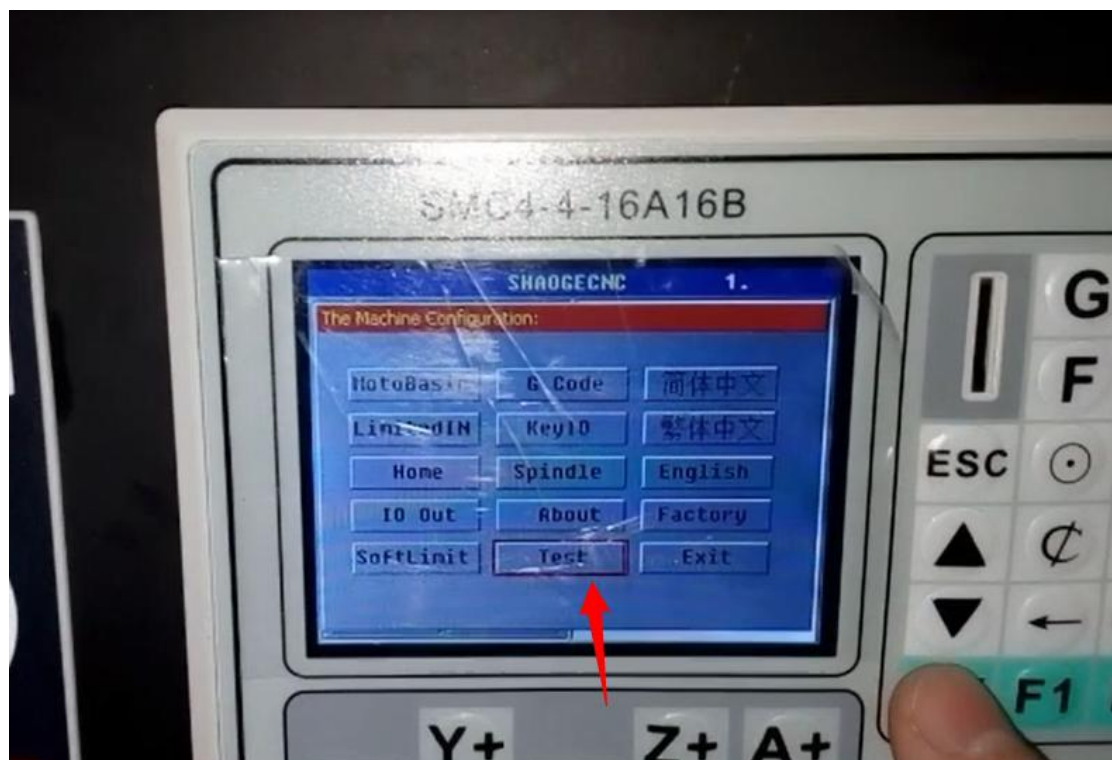 SMC4-4-16A16B
SHAOGECNC 1.
The Machine Configuration:
MotoBasic G Code 简体中文
LimitedIN KeyIO 繁体中文
Home Spindle English
IO Out About Factory
SoftLimit Test Exit
G
F
ESC
F1
Y+ Z+ A+